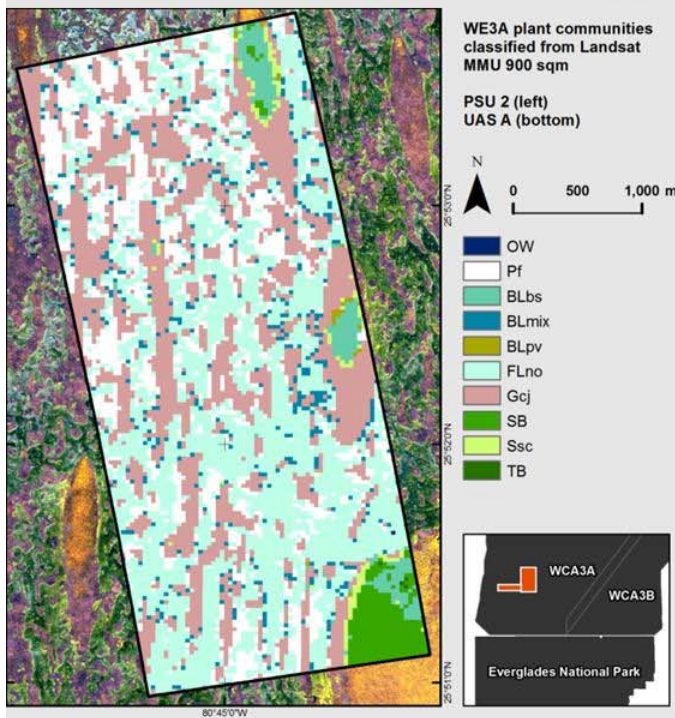 WE3A plant communities
classified from Landsat
MMU 900 sqm
PSU 2 (left)
UAS A (bottom)
N
0 500 1,000 m
OW
Pf
BLbs
BLmix
BLpv
FLno
Gcj
SB
Ssc
TB
25°53'0"N
25°52'0"N
25°51'0"N
80°45'0"W
WCA3A
WCA3B
Everglades National Park